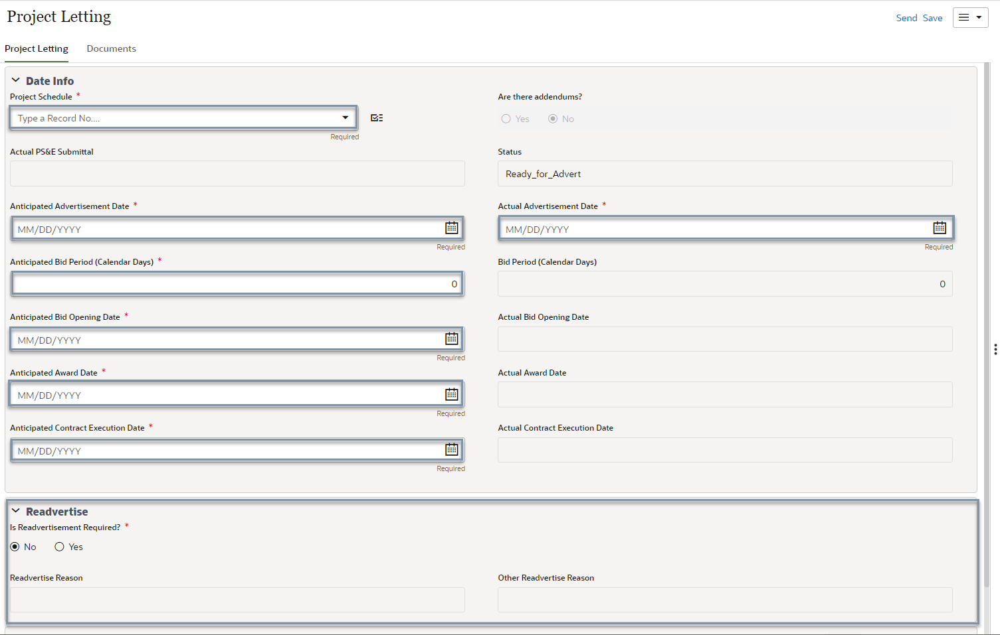 Project Letting
Send Save
Project Letting Documents
Date Info
Project Schedule *
Are there addendums?
Type a Record No....
Yes No
Required
Actual PS&E Submittal
Status
Ready_for_Advert
Anticipated Advertisement Date *
Actual Advertisement Date *
MM/DD/YYYY
MM/DD/YYYY
Required
Required
Anticipated Bid Period (Calendar Days) *
Bid Period (Calendar Days)
0
0
Anticipated Bid Opening Date *
Actual Bid Opening Date
MM/DD/YYYY
Required
Anticipated Award Date *
Actual Award Date
MM/DD/YYYY
Required
Anticipated Contract Execution Date *
Actual Contract Execution Date
MM/DD/YYYY
Required
Readvertise
Is Readvertisement Required? *
No Yes
Readvertise Reason
Other Readvertise Reason